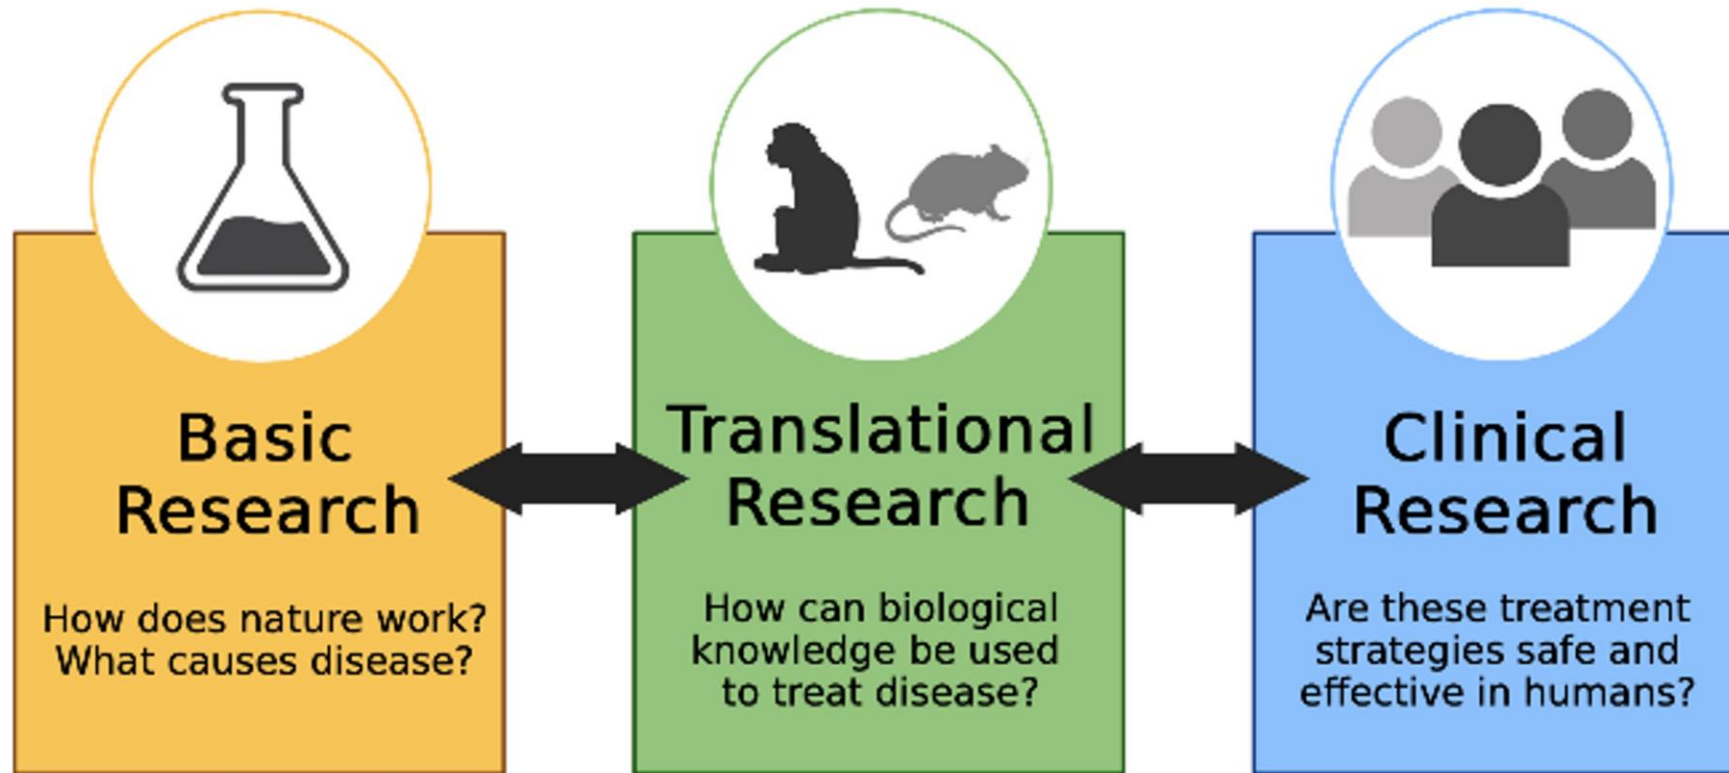 Basic
Research
How does nature work?
What causes disease?
Translational
Research
How can biological
knowledge be used
to treat disease?
Clinical
Research
Are these treatment
strategies safe and
effective in humans?